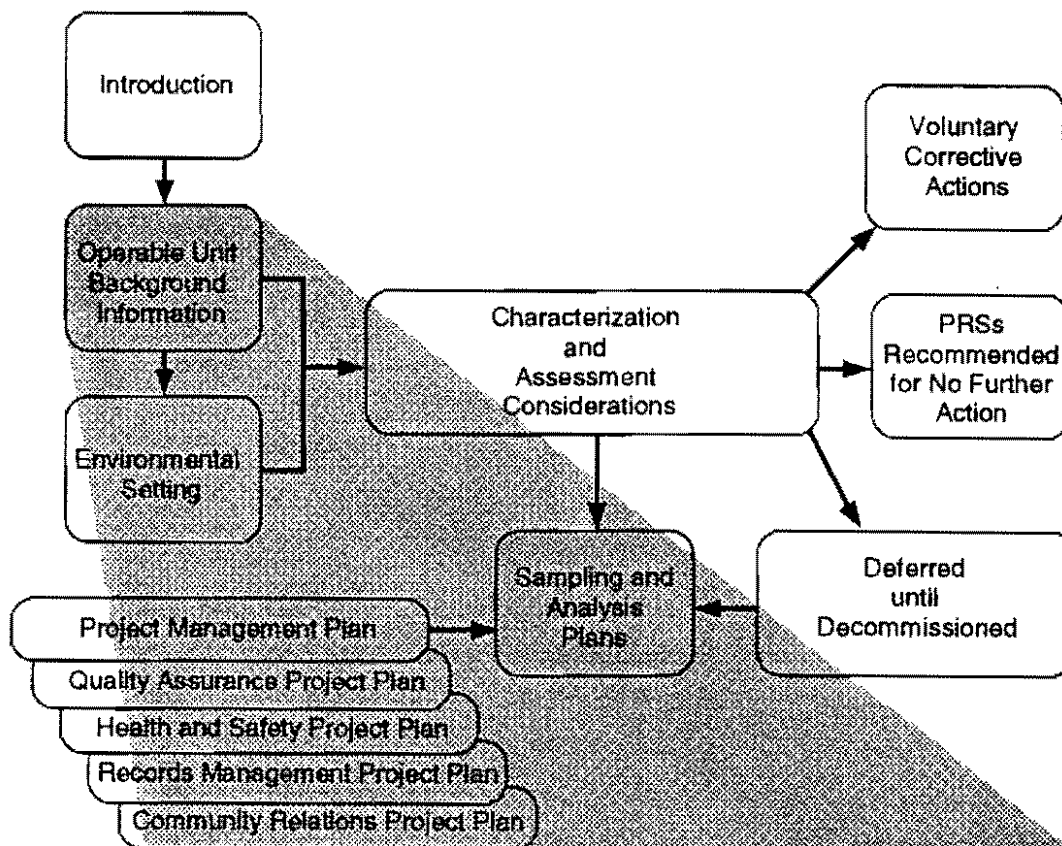 Introduction
Voluntary
Corrective
Actions
Operable Unit
Background
Information
Characterization
and
Assessment
Considerations
PRSs
Recommended
for No Further
Action
Environmental
Setting
Sampling and
Analysis
Plans
Deferred
until
Decommissioned
Project Management Plan
Quality Assurance Project Plan
Health and Safety Project Plan
Records Management Project Plan
Community Relations Project Plan